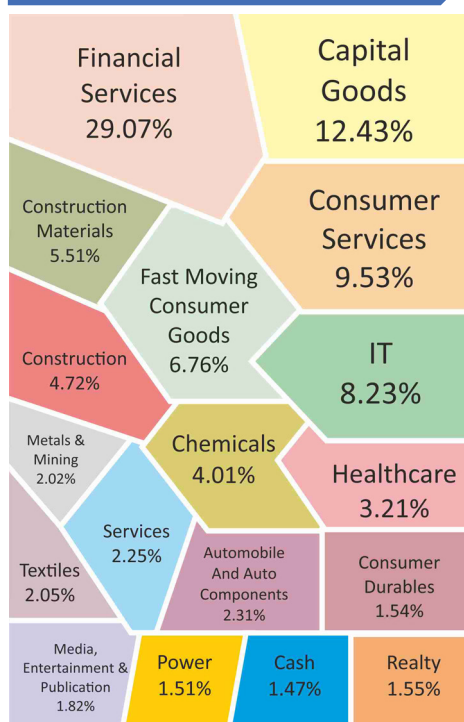 Financial
Services
29.07%
Capital
Goods
12.43%
Construction
Materials
5.51%
Consumer
Services
9.53%
Fast Moving
Consumer
Goods
6.76%
Construction
4.72%
IT
8.23%
Metals &
Mining
2.02%
Chemicals
4.01%
Healthcare
3.21%
Services
2.25%
Textiles
2.05%
Automobile
And Auto
Components
2.31%
Consumer
Durables
1.54%
Media,
Entertainment &
Publication
1.82%
Power
1.51%
Cash
1.47%
Realty
1.55%